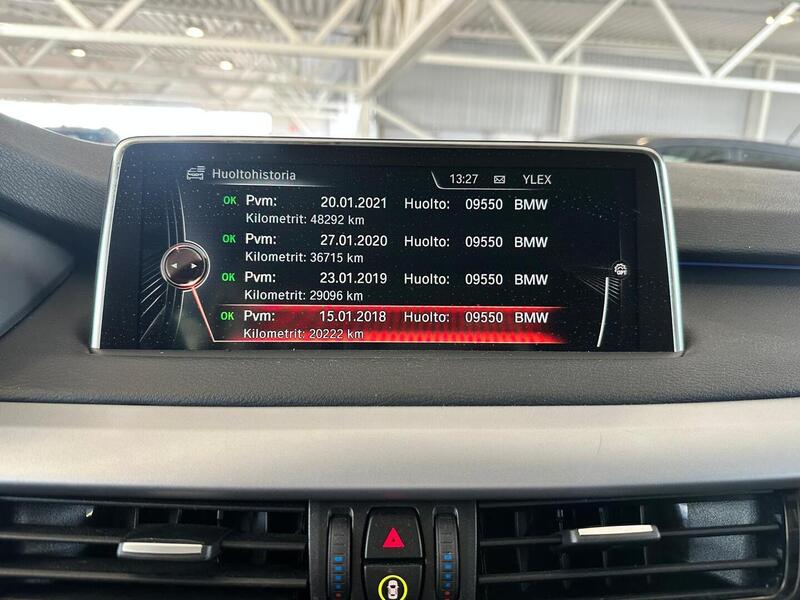 Huoltohistoria 13:27 YLEX
OK Pvm: 20.01.2021 Huolto: 09550 BMW
Kilometrit: 48292 km
OK Pvm: 27.01.2020 Huolto: 09550 BMW
Kilometrit: 36715 km
OK Pvm: 23.01.2019 Huolto: 09550 BMW
Kilometrit: 29096 km
OK Pvm: 15.01.2018 Huolto: 09550 BMW
Kilometrit: 20222 km
OPT